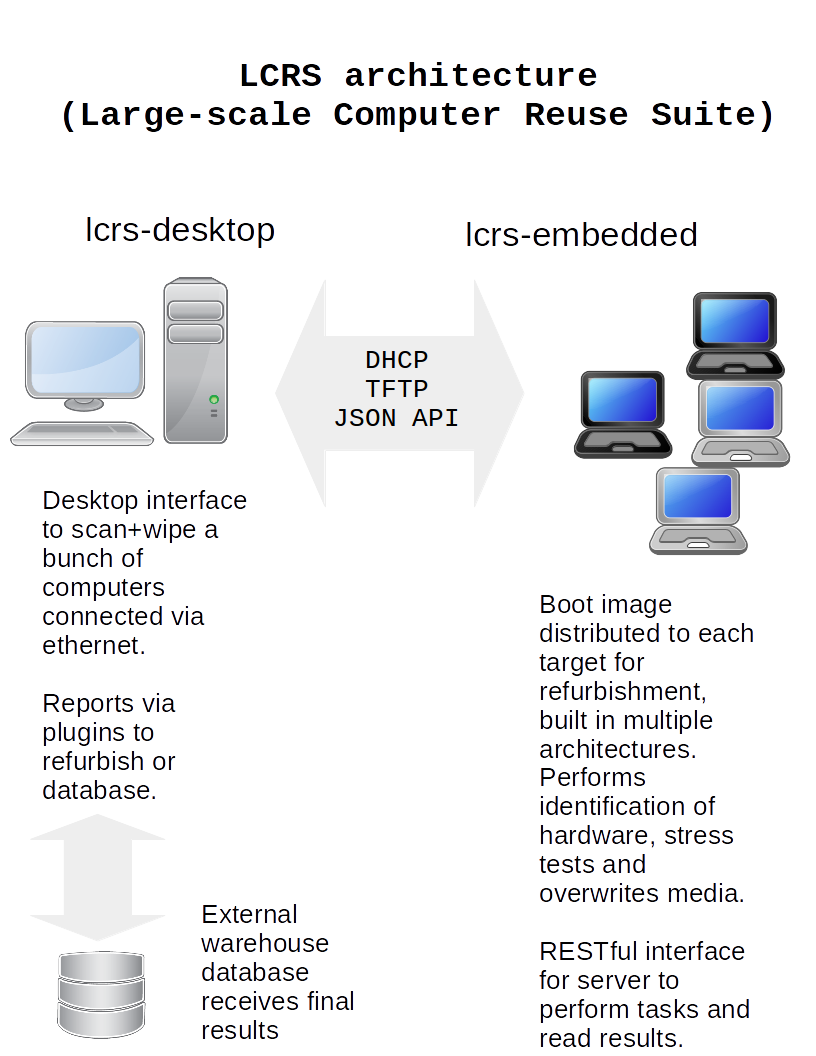 LCRS architecture
(Large-scale Computer Reuse Suite)
lcrs-desktop
lcrs-embedded
DHCP
TFTP
JSON API
Desktop interface
to scan+wipe a
bunch of
computers
connected via
ethernet.
Reports via
plugins to
refurbish or
database.
External
warehouse
database
receives final
results
Boot image
distributed to each
target for
refurbishment,
built in multiple
architectures.
Performs
identification of
hardware, stress
tests and
overwrites media.
RESTful interface
for server to
perform tasks and
read results.